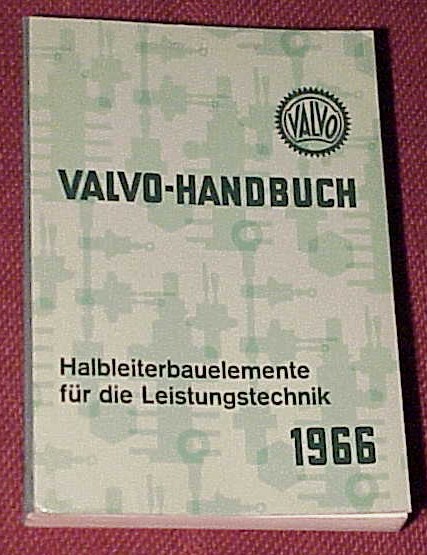 VALVO
VALVO-HANDBUCH
Halbleiterbauelemente
für die Leistungstechnik
1966